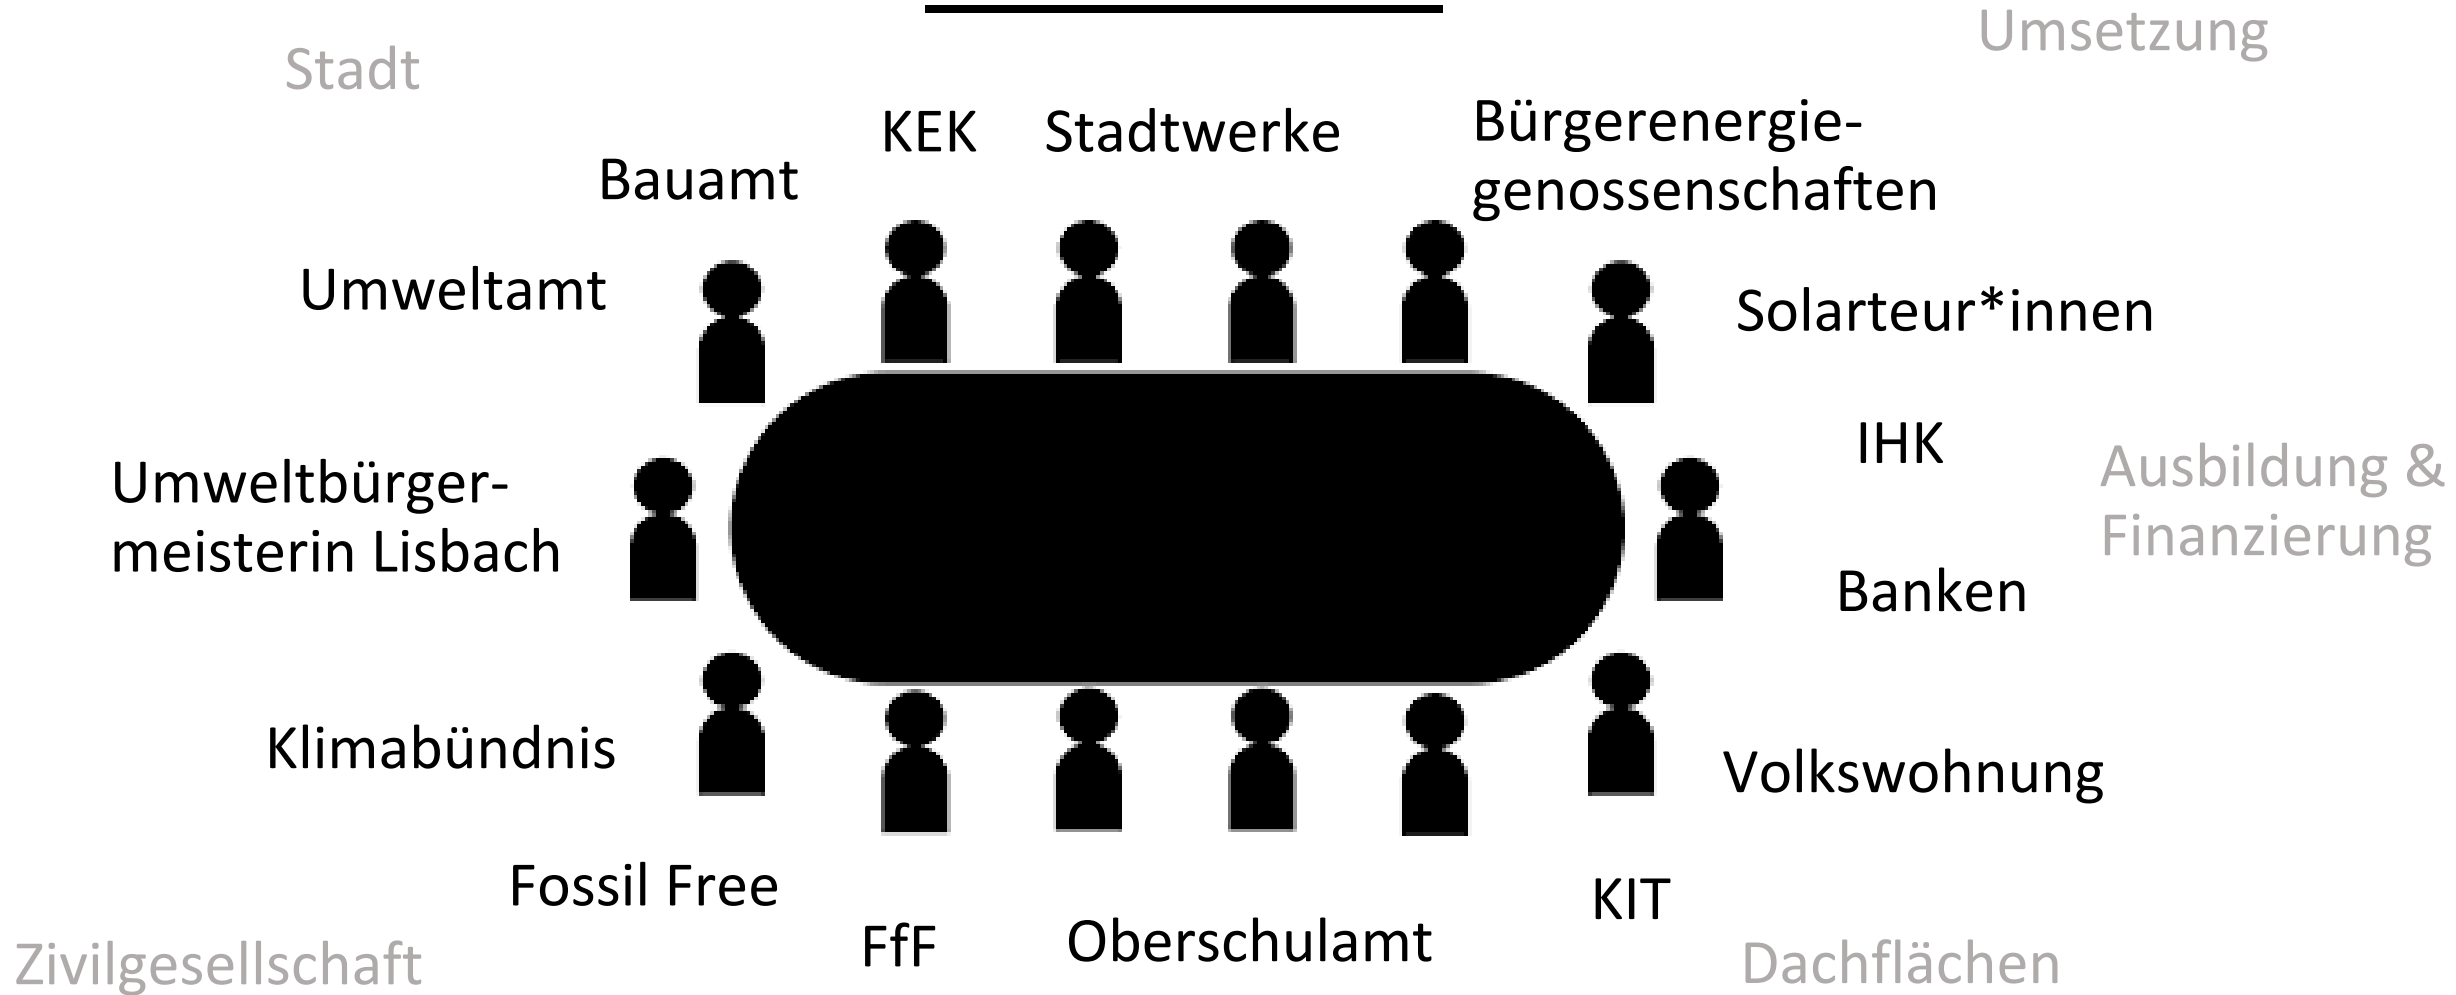 Umsetzung
Stadt
KEK
Stadtwerke
Bürgerenergie-
genossenschaften
Bauamt
Umweltamt
Solarteur*innen
IHK
Ausbildung &
Finanzierung
Umweltbürger-
meisterin Lisbach
Banken
Klimabündnis
Volkswohnung
Fossil Free
KIT
FfF
Oberschulamt
Zivilgesellschaft
Dachflächen